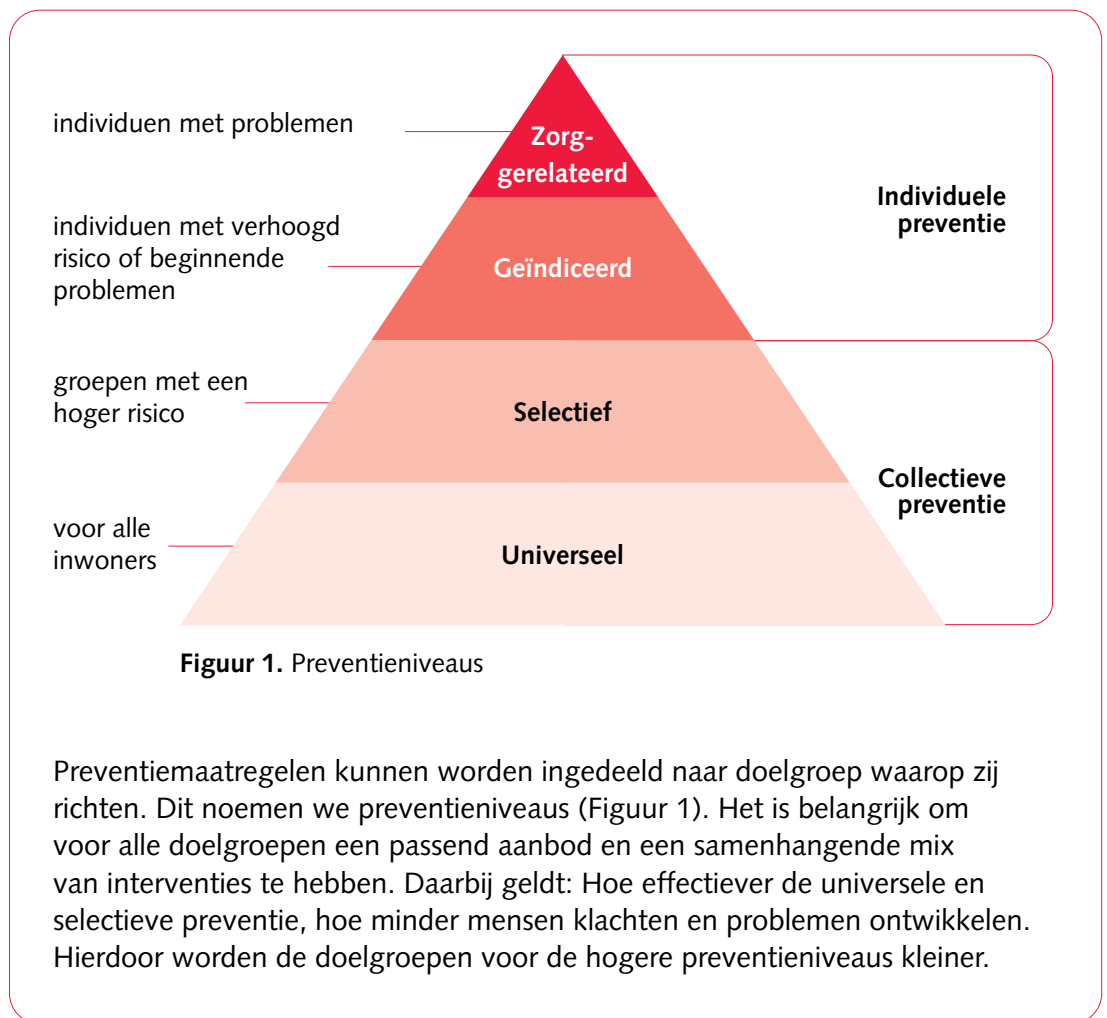 individuen met problemen
Zorg-
gerelateerd
Individuele
preventie
individuen met verhoogd
risico of beginnende
problemen
Geïndiceerd
groepen met een
hoger risico
Selectief
Collectieve
preventie
voor alle
inwoners
Universeel
Figuur 1. Preventieniveaus
Preventiemaatregelen kunnen worden ingedeeld naar doelgroep waarop zij
richten. Dit noemen we preventieniveaus (Figuur 1). Het is belangrijk om
voor alle doelgroepen een passend aanbod en een samenhangende mix
van interventies te hebben. Daarbij geldt: Hoe effectiever de universele en
selectieve preventie, hoe minder mensen klachten en problemen ontwikkelen.
Hierdoor worden de doelgroepen voor de hogere preventieniveaus kleiner.